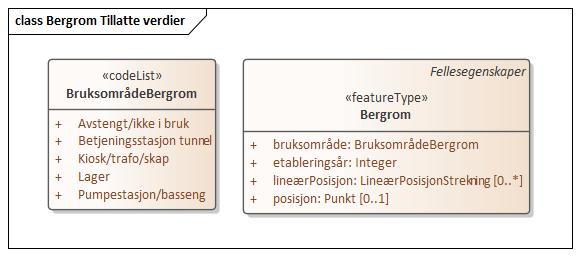 class Bergrom Tillatte verdier
«codeList»
BruksområdeBergrom
+ Avstengt/ikke i bruk
+ Betjeningsstasjon tunnel
+ Kiosk/trafo/skap
+ Lager
+ Pumpestasjon/basseng
Fellesegenskaper
«featureType»
Bergrom
+ bruksområde: BruksområdeBergrom
+ etableringsår: Integer
+ lineærPosisjon: LineærPosisjonStrekning [0..*]
+ posisjon: Punkt [0..1]